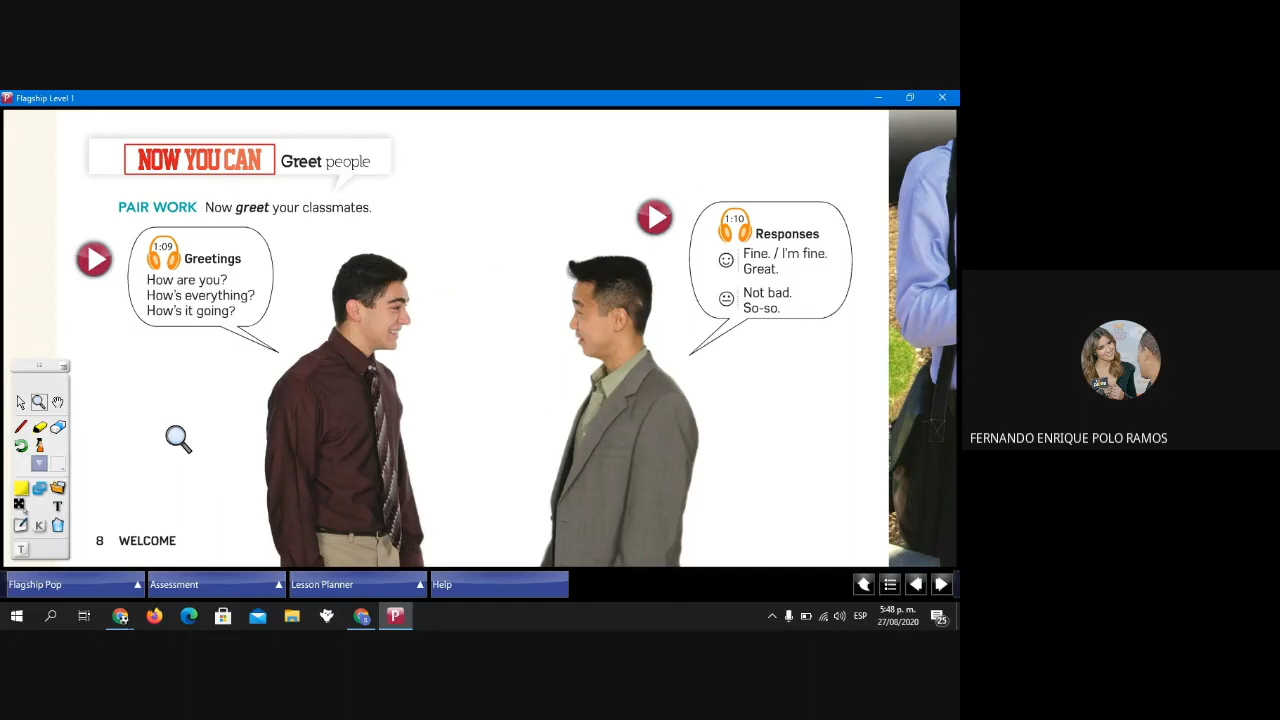 Flagship Level 1
NOW YOU CAN Greet people
PAIR WORK Now greet your classmates.
1:09
Greetings
How are you?
How's everything?
How's it going?
1:10
Responses
Fine. / I'm fine.
Great.
Not bad.
So-so.
T
K
T
8 WELCOME
FERNANDO ENRIQUE POLO RAMOS
Flagship Pop
Assessment
Lesson Planner
Help
ESP
5:48 p. m.
27/08/2020
25